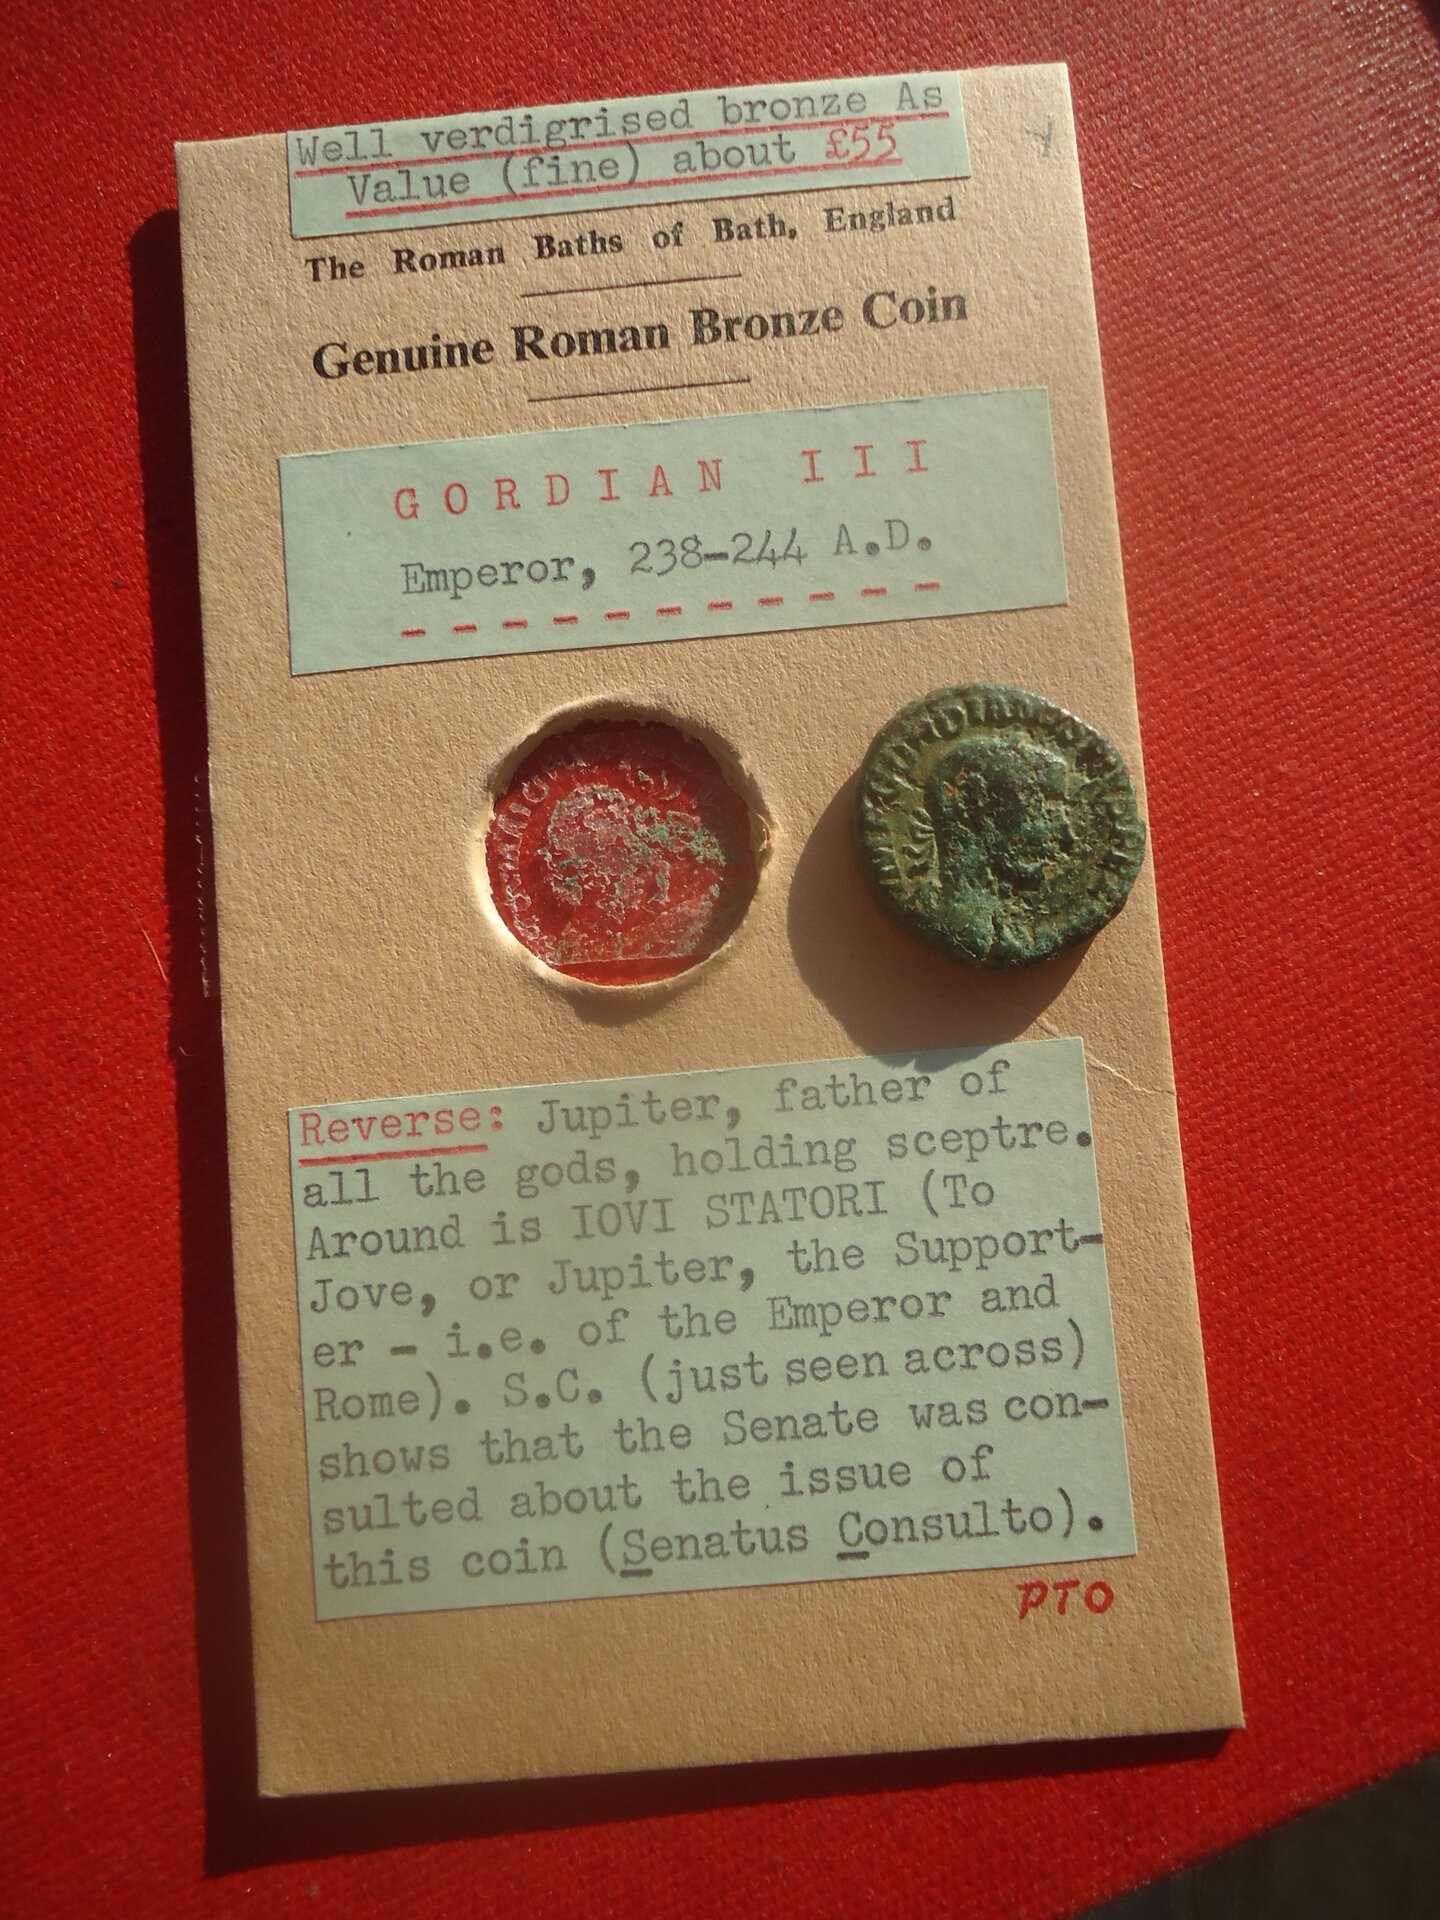 Well verdigrised bronze As
Value (fine) about £55
The Roman Baths of Bath, England
Genuine Roman Bronze Coin
GORDIAN III
Emperor, 238-244 A.D.
Reverse: Jupiter, father of
all the gods, holding sceptre.
Around is IOVI STATORI (To
Jove, or Jupiter, the Support-
er - i.e. of the Emperor and
Rome). S.C. (just seen across)
shows that the Senate was con-
sulted about the issue of
this coin (Senatus Consulto).
PTO